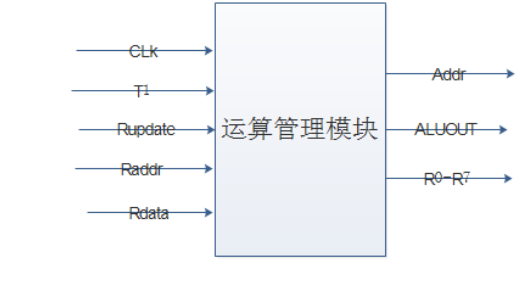 CLk
T1
Rupdate
Raddr
Rdata
运算管理模块
Addr
ALUOUT
R0-R7